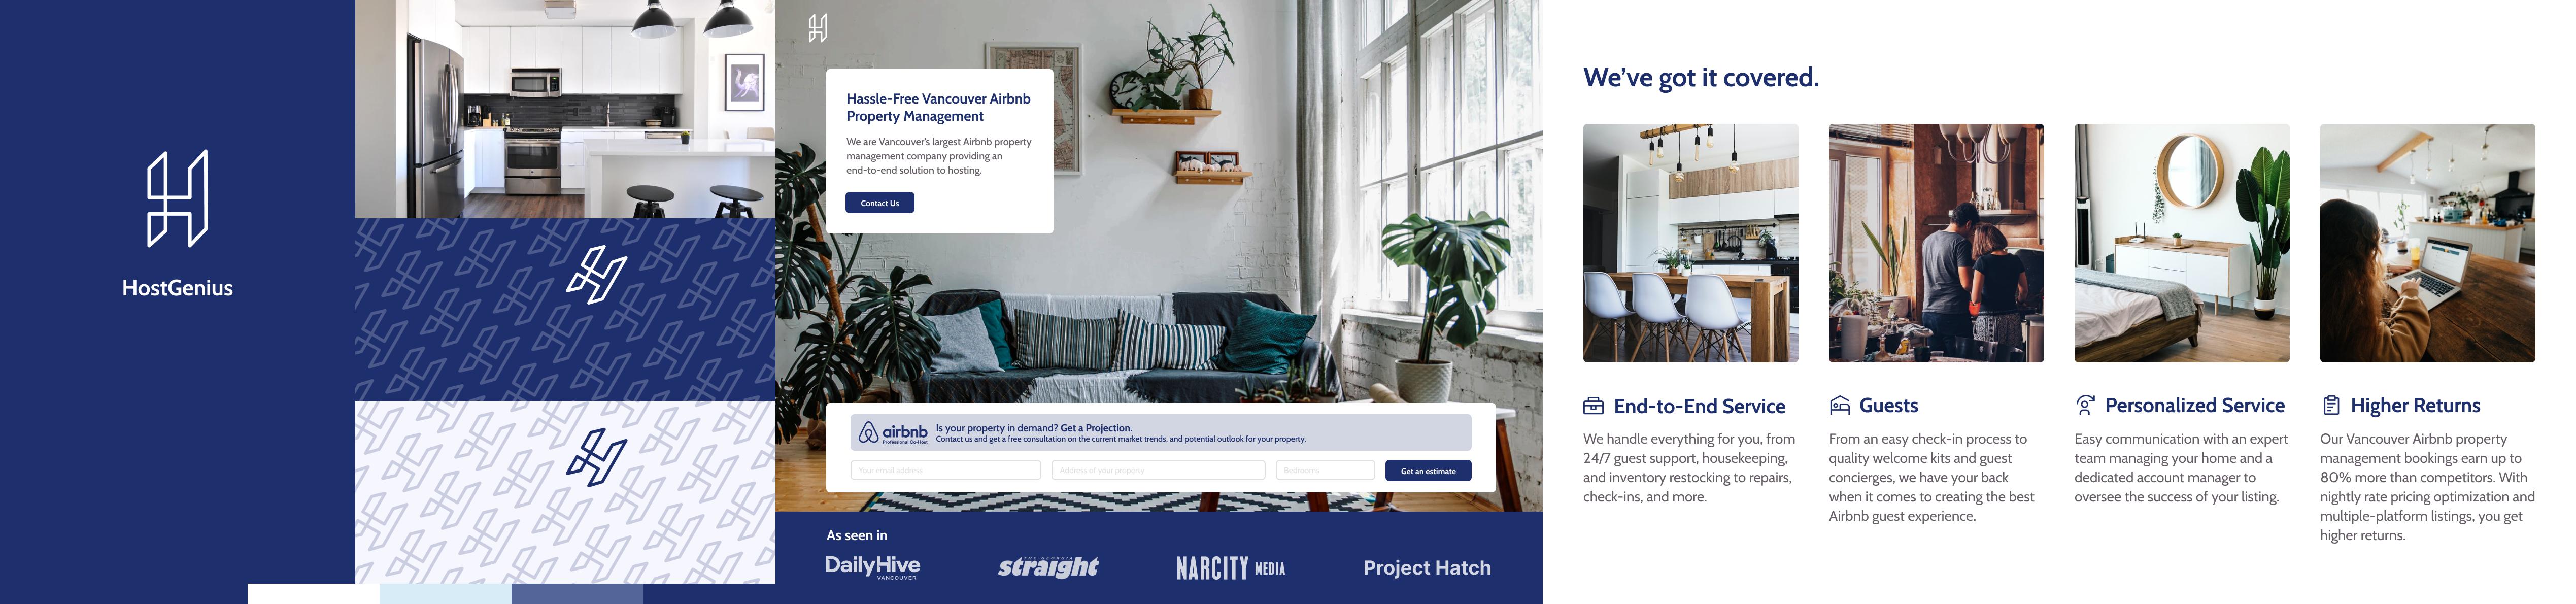 HostGenius
Hassle-Free Vancouver Airbnb
Property Management
We are Vancouver's largest Airbnb property
management company providing an
end-to-end solution to hosting.
Contact Us
airbnb
Professional Co-Host
Is your property in demand? Get a Projection.
Contact us and get a free consultation on the current market trends, and potential outlook for your property.
Your email address
Address of your property
Bedrooms
Get an estimate
As seen in
DailyHive
VANCOUVER
THE GEORGIA
straight
NARCITY MEDIA
Project Hatch
We've got it covered.
End-to-End Service
We handle everything for you, from
24/7 guest support, housekeeping,
and inventory restocking to repairs,
check-ins, and more.
Guests
From an easy check-in process to
quality welcome kits and guest
concierges, we have your back
when it comes to creating the best
Airbnb guest experience.
Personalized Service
Easy communication with an expert
team managing your home and a
dedicated account manager to
oversee the success of your listing.
Higher Returns
Our Vancouver Airbnb property
management bookings earn up to
80% more than competitors. With
nightly rate pricing optimization and
multiple-platform listings, you get
higher returns.